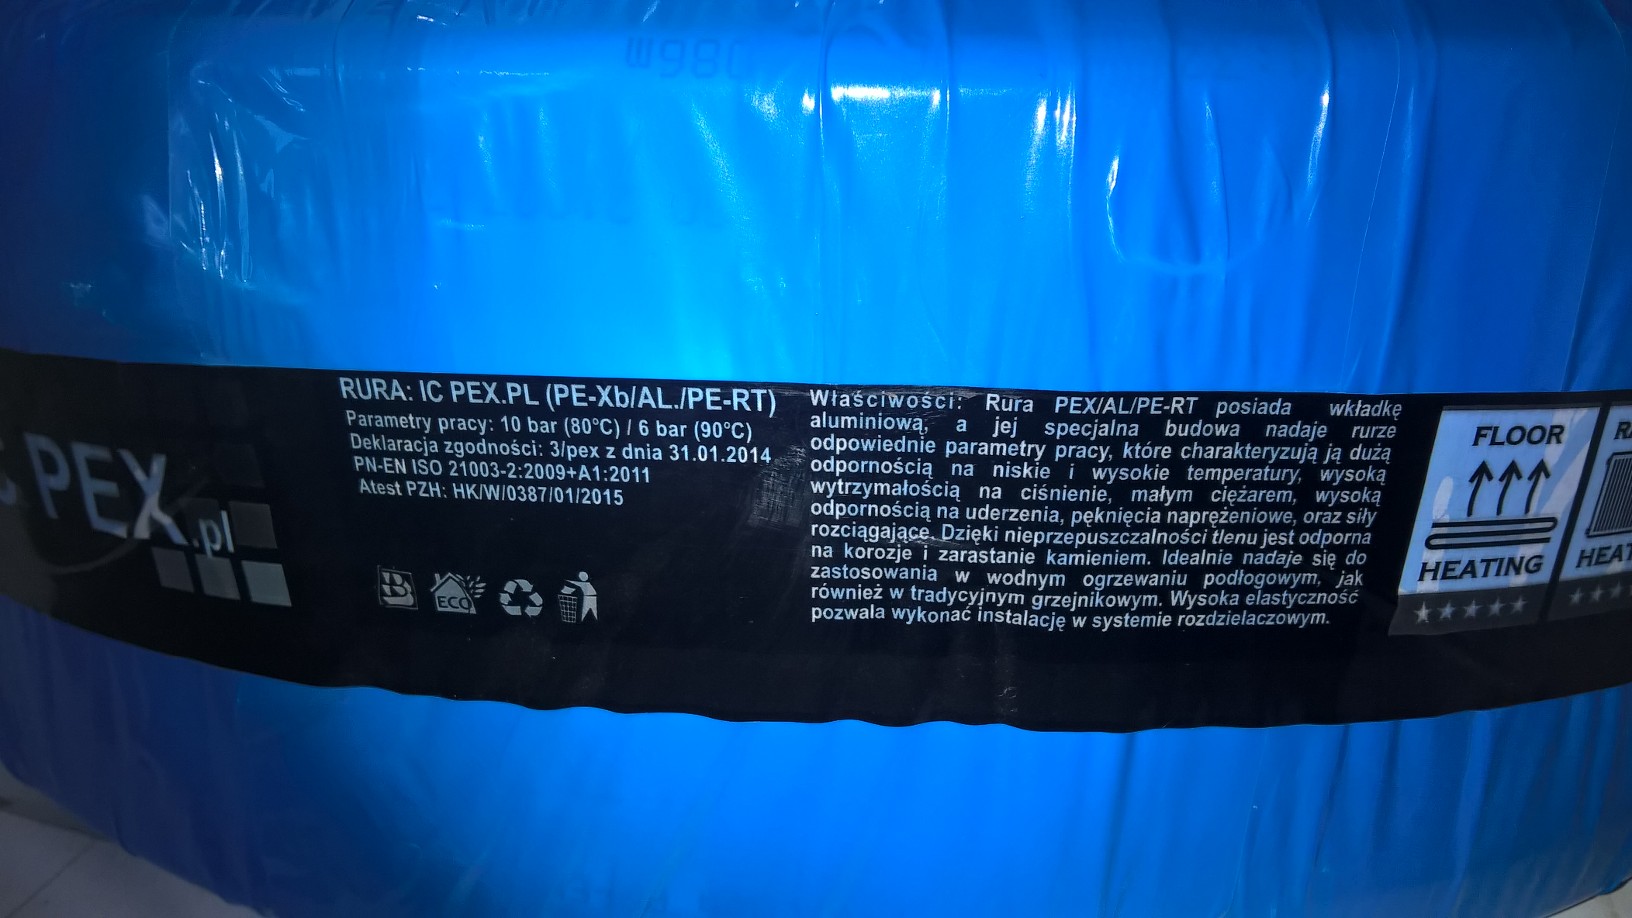 PEX.pl
RURA: IC PEX.PL (PE-Xb/AL./PE-RT)
Parametry pracy: 10 bar (80°C) / 6 bar (90°C)
Deklaracja zgodności: 3/pex z dnia 31.01.2014
PN-EN ISO 21003-2:2009+A1:2011
Atest PZH: HK/W/0387/01/2015
B
ECO
Właściwości: Rura PEX/AL/PE-RT posiada wkładkę
aluminiową, a jej specjalna budowa nadaje rurze
odpowiednie parametry pracy, które charakteryzują ją dużą
odpornością na niskie i wysokie temperatury, wysoką
wytrzymałością na ciśnienie, małym ciężarem, wysoką
odpornością na uderzenia, pęknięcia naprężeniowe, oraz siły
rozciągające. Dzięki nieprzepuszczalności tlenu jest odporna
na korozje i zarastanie kamieniem. Idealnie nadaje się do
zastosowania w wodnym ogrzewaniu podłogowym, jak
również w tradycyjnym grzejnikowym. Wysoka elastyczność
pozwala wykonać instalację w systemie rozdzielaczowym.
FLOOR
HEATING